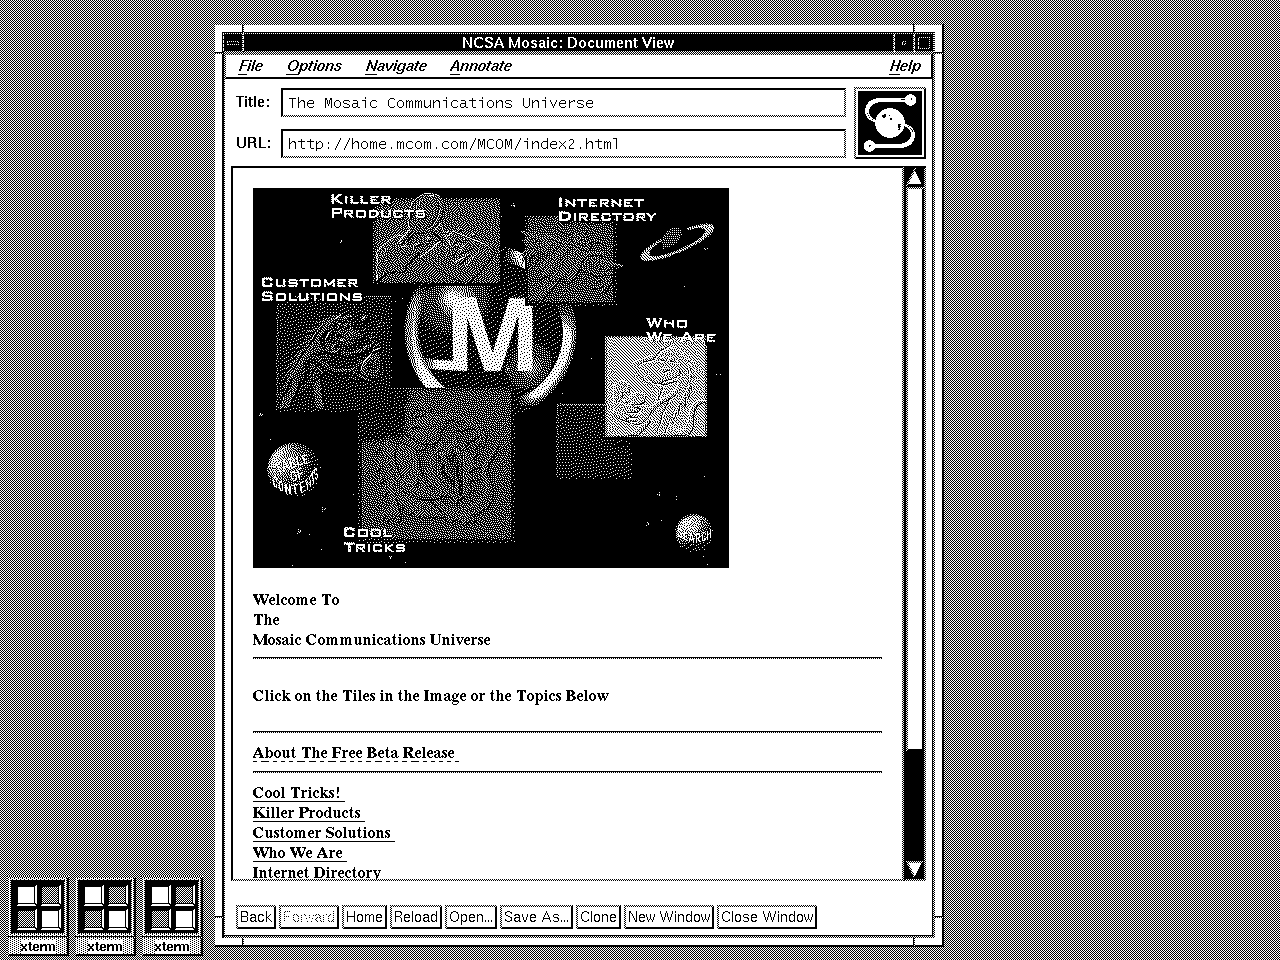 NCSA Mosaic: Document View
File Options Navigate Annotate Help
Title: The Mosaic Communications Universe
URL: http://home.mcom.com/MCOM/index2.html
KILLER
PRODUCTS
INTERNET
DIRECTORY
CUSTOMER
SOLUTIONS
M
WHO
WE ARE
TABLE
OF
CONTENTS
SEARCH
COOL
TRICKS
Welcome To
The
Mosaic Communications Universe
Click on the Tiles in the Image or the Topics Below
About The Free Beta Release
Cool Tricks!
Killer Products
Customer Solutions
Who We Are
Internet Directory
Back Forward Home Reload Open... Save As... Clone New Window Close Window
xterm xterm xterm